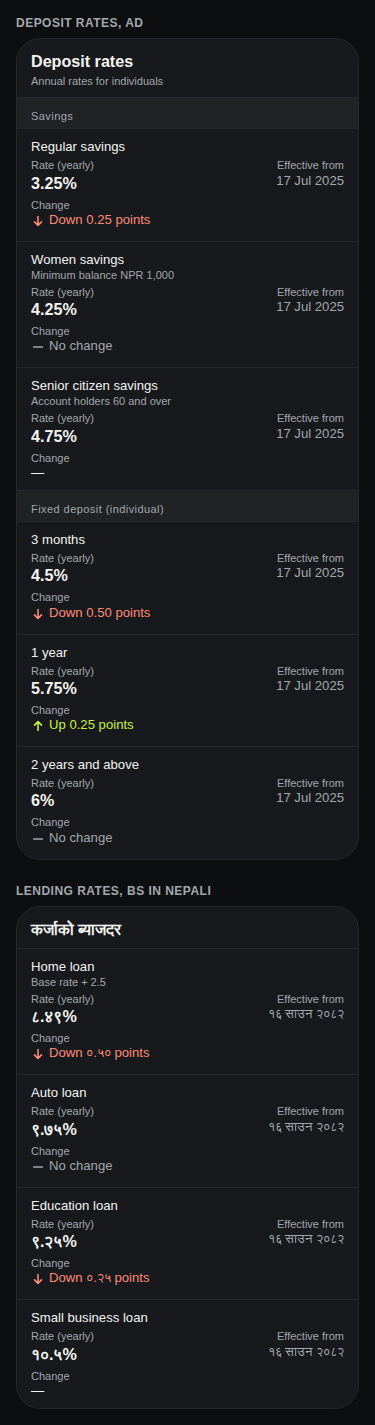 DEPOSIT RATES, AD
Deposit rates
Annual rates for individuals
Savings
Regular savings
Rate (yearly)
3.25%
Effective from
17 Jul 2025
Change
↓ Down 0.25 points
Women savings
Minimum balance NPR 1,000
Rate (yearly)
4.25%
Effective from
17 Jul 2025
Change
— No change
Senior citizen savings
Account holders 60 and over
Rate (yearly)
4.75%
Effective from
17 Jul 2025
Change
—
Fixed deposit (individual)
3 months
Rate (yearly)
4.5%
Effective from
17 Jul 2025
Change
↓ Down 0.50 points
1 year
Rate (yearly)
5.75%
Effective from
17 Jul 2025
Change
↑ Up 0.25 points
2 years and above
Rate (yearly)
6%
Effective from
17 Jul 2025
Change
— No change
LENDING RATES, BS IN NEPALI
कर्जाको ब्याजदर
Home loan
Base rate + 2.5
Rate (yearly)
८.४९%
Effective from
१६ साउन २०८२
Change
↓ Down ०.५० points
Auto loan
Rate (yearly)
९.७५%
Effective from
१६ साउन २०८२
Change
— No change
Education loan
Rate (yearly)
९.२५%
Effective from
१६ साउन २०८२
Change
↓ Down ०.२५ points
Small business loan
Rate (yearly)
१०.५%
Effective from
१६ साउन २०८२
Change
—